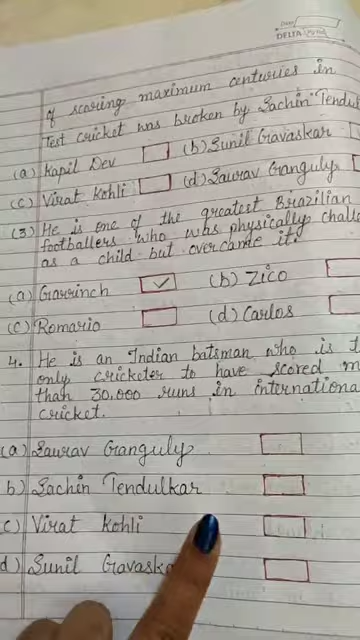 DELTA
of scoring maximum centuries in
Test cricket was broken by Sachin Tendul
(a) Kapil Dev (b) Sunil Gavaskar
(c) Virat Kohli (d) Saurav Ganguly
(3) He is one of the greatest Brazilian
footballers who was physically chall
as a child but overcame it.
(a) Garrinch (b) Zico
(c) Romario (d) Carlos
4. He is an Indian batsman who is t
only cricketer to have scored m
than 30,000 runs in internationa
cricket.
(a) Saurav Ganguly
b) Sachin Tendulkar
c) Virat Kohli
d) Sunil Gavaska